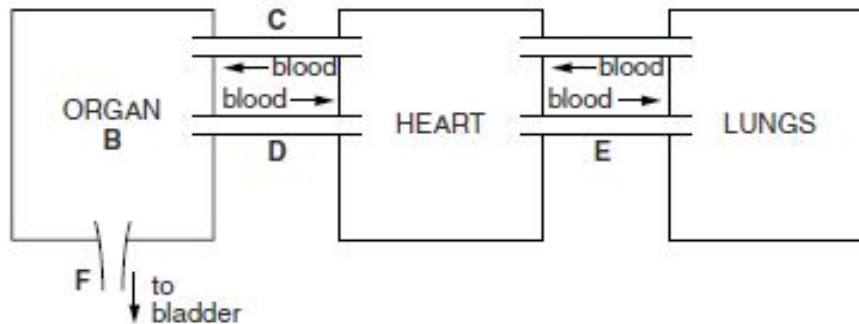 C
blood
blood
blood
blood
ORGAN
B
HEART
LUNGS
D
E
F
to
bladder